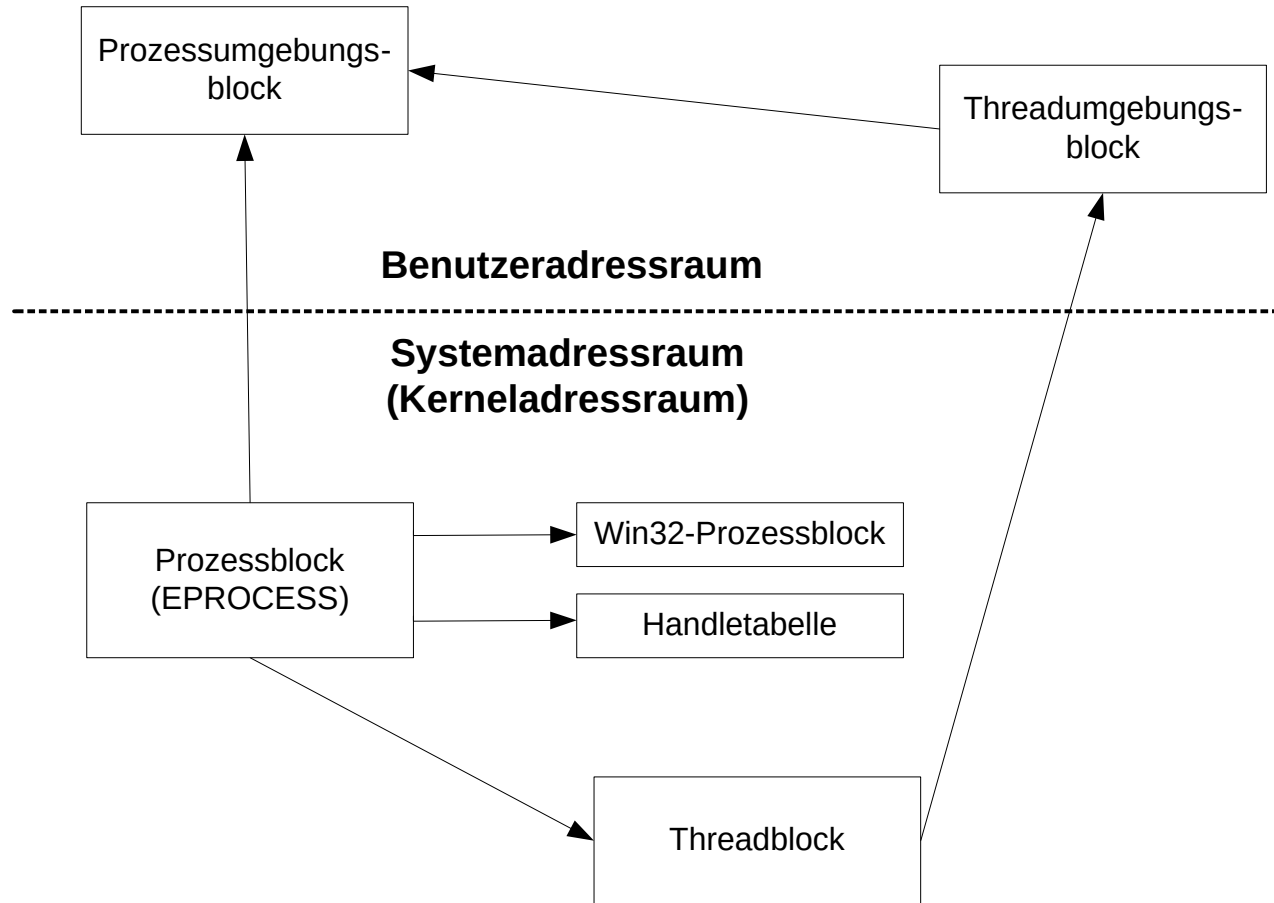 Prozessumgebungs-
block
Threadumgebungs-
block
Benutzeradressraum
Systemadressraum
(Kerneladressraum)
Prozessblock
(EPROCESS)
Win32-Prozessblock
Handletabelle
Threadblock